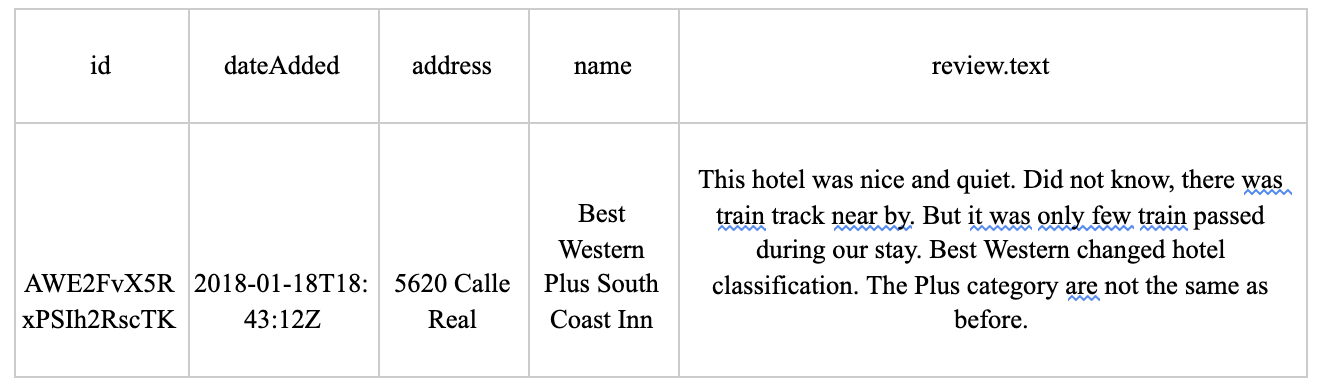 id
dateAdded
address
name
review.text
AWE2FvX5R
xPSIh2RscTK
2018-01-18T18:
43:12Z
5620 Calle
Real
Best
Western
Plus South
Coast Inn
This hotel was nice and quiet. Did not know, there was
train track near by. But it was only few train passed
during our stay. Best Western changed hotel
classification. The Plus category are not the same as
before.